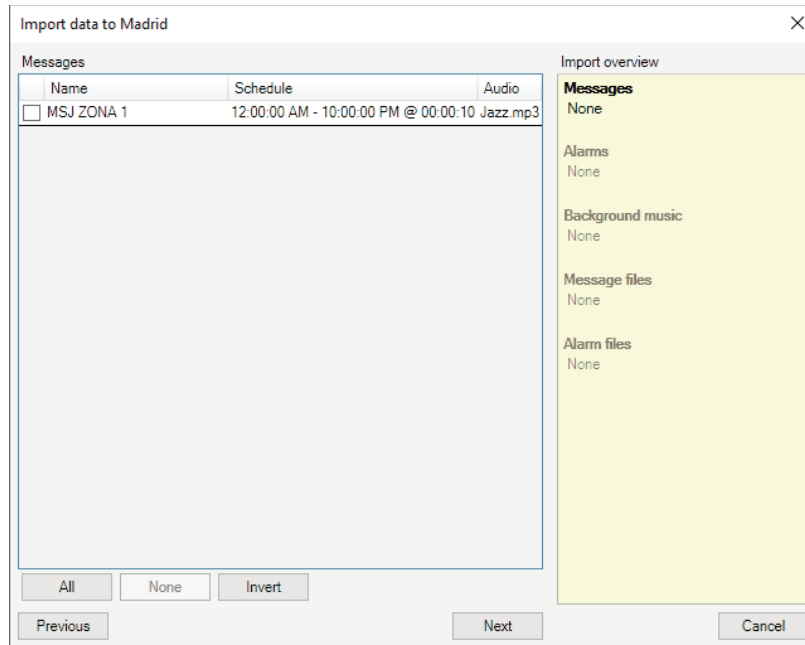 Import data to Madrid
Messages
Name Schedule Audio
MSJ ZONA 1 12:00:00 AM - 10:00:00 PM @ 00:00:10 Jazz.mp3
All None Invert
Previous Next
Import overview
Messages
None
Alarms
None
Background music
None
Message files
None
Alarm files
None
Cancel